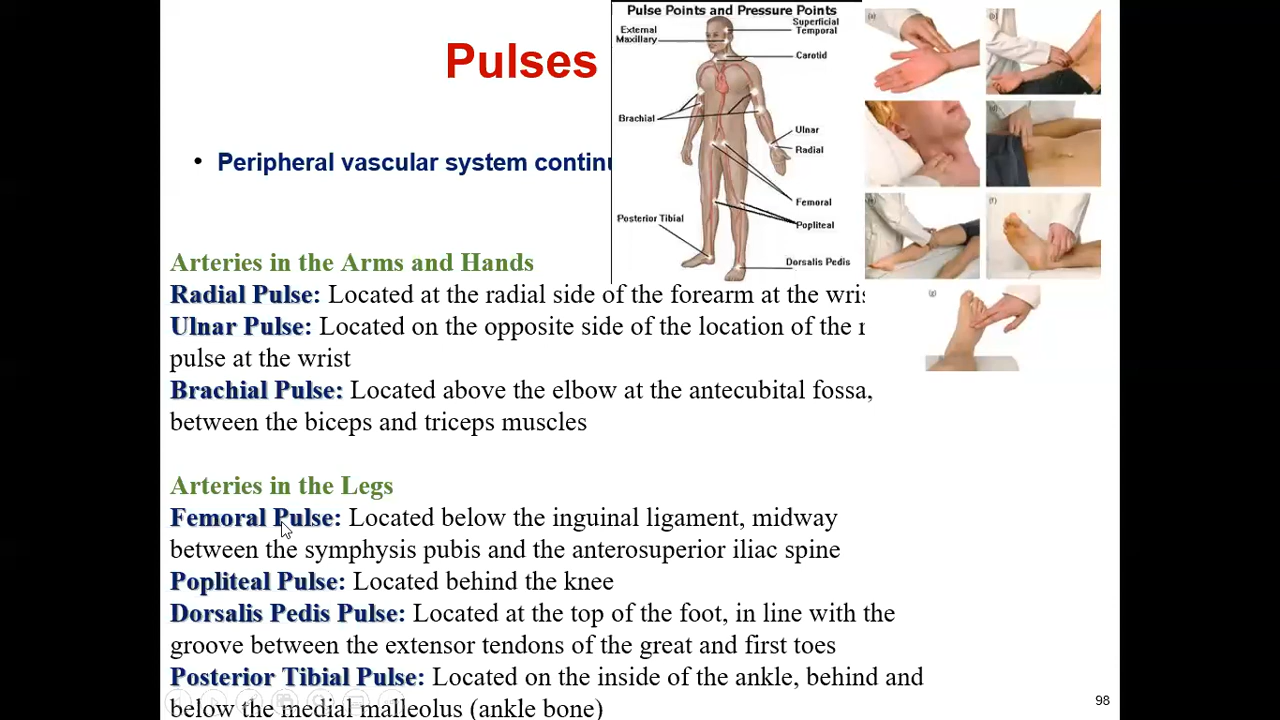 Pulses
Peripheral vascular system
Pulse Points and Pressure Points
External
Maxillary
Superficial
Temporal
Carotid
Brachial
Ulnar
Radial
Femoral
Popliteal
Posterior Tibial
Dorsalis Pedis
Arteries in the Arms and Hands
Radial Pulse: Located at the radial side of the forearm at the
Ulnar Pulse: Located on the opposite side of the location of the
pulse at the wrist
Brachial Pulse: Located above the elbow at the antecubital fossa,
between the biceps and triceps muscles
Arteries in the Legs
Femoral Pulse: Located below the inguinal ligament, midway
between the symphysis pubis and the anterosuperior iliac spine
Popliteal Pulse: Located behind the knee
Dorsalis Pedis Pulse: Located at the top of the foot, in line with the
groove between the extensor tendons of the great and first toes
Posterior Tibial Pulse: Located on the inside of the ankle, behind and
below the medial malleolus (ankle bone)
98